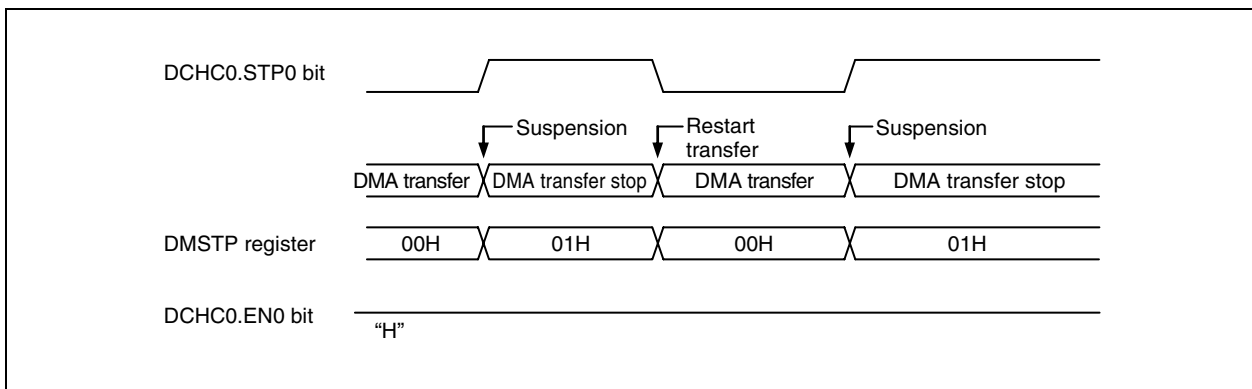 DCHC0.STP0 bit
Suspension
Restart
transfer
Suspension
DMA transfer
DMA transfer stop
DMA transfer
DMA transfer stop
DMSTP register
00H
01H
00H
01H
DCHC0.EN0 bit
“H”